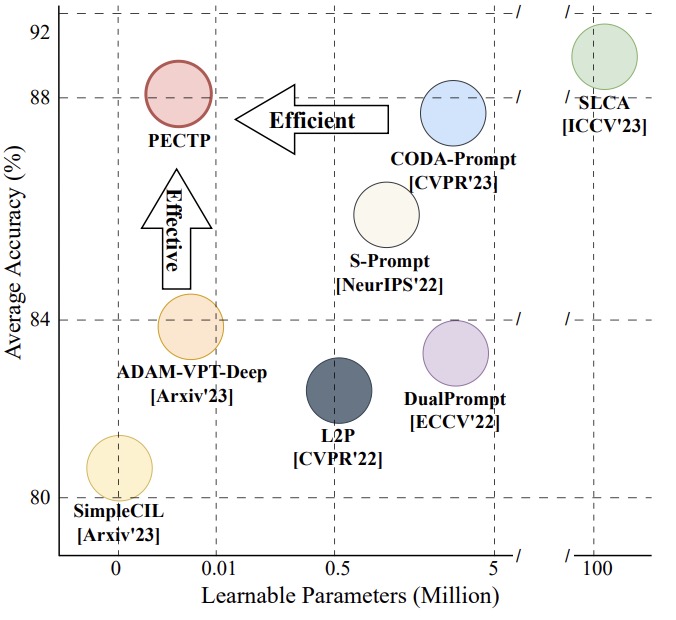 92
88
84
80
Average Accuracy (%)
SLCA
[ICCV'23]
PECTP
Efficient
CODA-Prompt
[CVPR'23]
Effective
S-Prompt
[NeurIPS'22]
ADAM-VPT-Deep
[Arxiv'23]
DualPrompt
[ECCV'22]
L2P
[CVPR'22]
SimpleCIL
[Arxiv'23]
0 0.01 0.5 5 100
Learnable Parameters (Million)